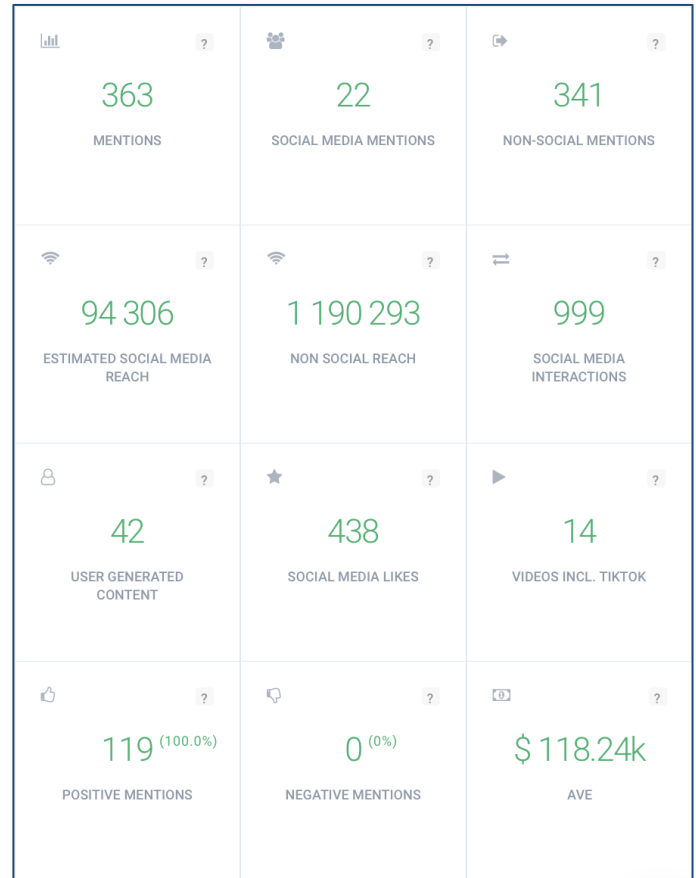 ? ? ?
363 22 341
MENTIONS SOCIAL MEDIA MENTIONS NON-SOCIAL MENTIONS
? ? ?
94 306 1 190 293 999
ESTIMATED SOCIAL MEDIA NON SOCIAL REACH SOCIAL MEDIA
REACH INTERACTIONS
? ? ?
42 438 14
USER GENERATED SOCIAL MEDIA LIKES VIDEOS INCL. TIKTOK
CONTENT
? ? ?
119 (100.0%) 0 (0%) $ 118.24k
POSITIVE MENTIONS NEGATIVE MENTIONS AVE